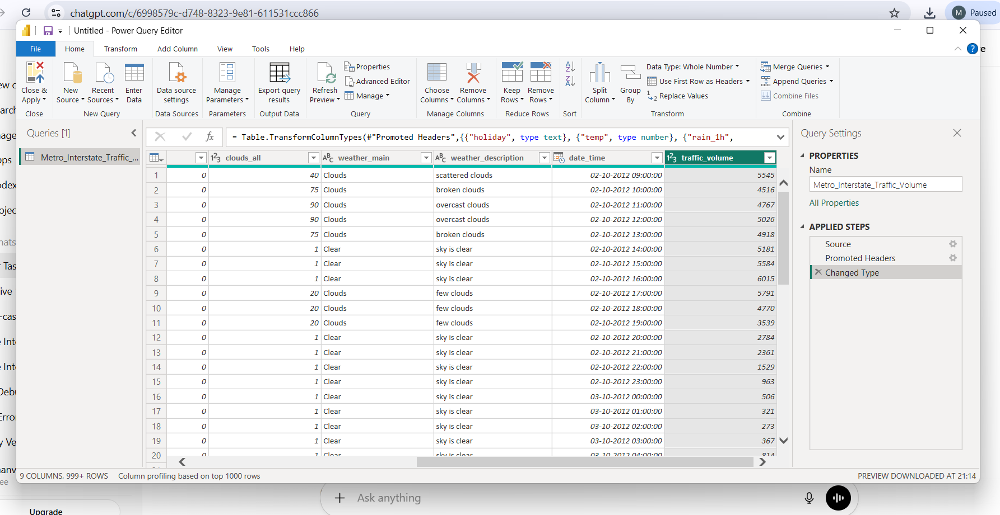 chatgpt.com/c/6998579c-d748-8323-9e81-611531ccc866
M Paused
Untitled - Power Query Editor
File Home Transform Add Column View Tools Help
Close & Apply
New Source
Recent Sources
Enter Data
Data source settings
Manage Parameters
Export query results
Refresh Preview
Properties
Advanced Editor
Manage
Choose Columns
Remove Columns
Keep Rows
Remove Rows
Split Column
Group By
Data Type: Whole Number
Use First Row as Headers
Replace Values
Merge Queries
Append Queries
Combine Files
Close New Query Data Sources Parameters Output Data Query Manage Columns Reduce Rows Sort Transform Combine
Queries [1]
Metro_Interstate_Traffic_...
fx = Table.TransformColumnTypes(#"Promoted Headers",{{"holiday", type text}, {"temp", type number}, {"rain_1h",
123 clouds_all ABC weather_main ABC weather_description date_time 123 traffic_volume
1 0 40 Clouds scattered clouds 02-10-2012 09:00:00 5545
2 0 75 Clouds broken clouds 02-10-2012 10:00:00 4516
3 0 90 Clouds overcast clouds 02-10-2012 11:00:00 4767
4 0 90 Clouds overcast clouds 02-10-2012 12:00:00 5026
5 0 75 Clouds broken clouds 02-10-2012 13:00:00 4918
6 0 1 Clear sky is clear 02-10-2012 14:00:00 5181
7 0 1 Clear sky is clear 02-10-2012 15:00:00 5584
8 0 1 Clear sky is clear 02-10-2012 16:00:00 6015
9 0 20 Clouds few clouds 02-10-2012 17:00:00 5791
10 0 20 Clouds few clouds 02-10-2012 18:00:00 4770
11 0 20 Clouds few clouds 02-10-2012 19:00:00 3539
12 0 1 Clear sky is clear 02-10-2012 20:00:00 2784
13 0 1 Clear sky is clear 02-10-2012 21:00:00 2361
14 0 1 Clear sky is clear 02-10-2012 22:00:00 1529
15 0 1 Clear sky is clear 02-10-2012 23:00:00 963
16 0 1 Clear sky is clear 03-10-2012 00:00:00 506
17 0 1 Clear sky is clear 03-10-2012 01:00:00 321
18 0 1 Clear sky is clear 03-10-2012 02:00:00 273
19 0 1 Clear sky is clear 03-10-2012 03:00:00 367
20 0 1 Clear sky is clear 03-10-2012 04:00:00 814
Query Settings
PROPERTIES
Name
Metro_Interstate_Traffic_Volume
All Properties
APPLIED STEPS
Source
Promoted Headers
Changed Type
9 COLUMNS, 999+ ROWS Column profiling based on top 1000 rows
PREVIEW DOWNLOADED AT 21:14
Ask anything
Upgrade